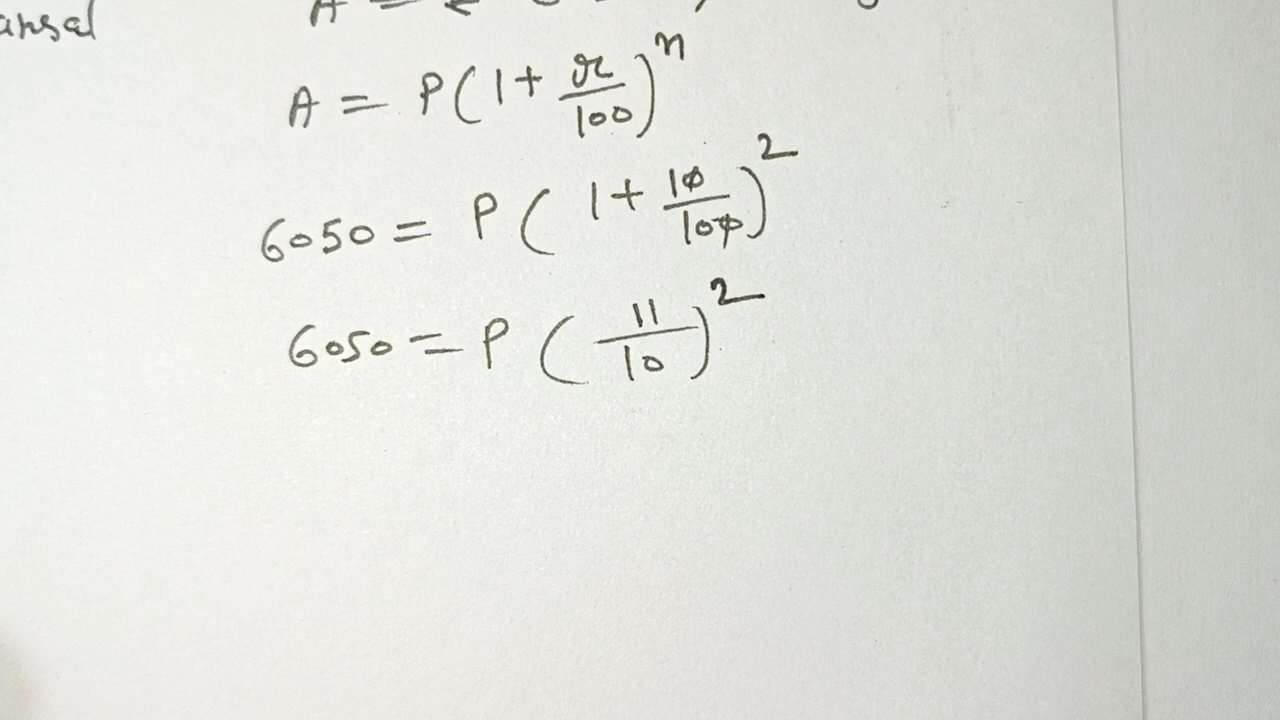 A =
A = P(1 + r/100)^n
6050 = P(1 + 10/100)^2
6050 = P(11/10)^2